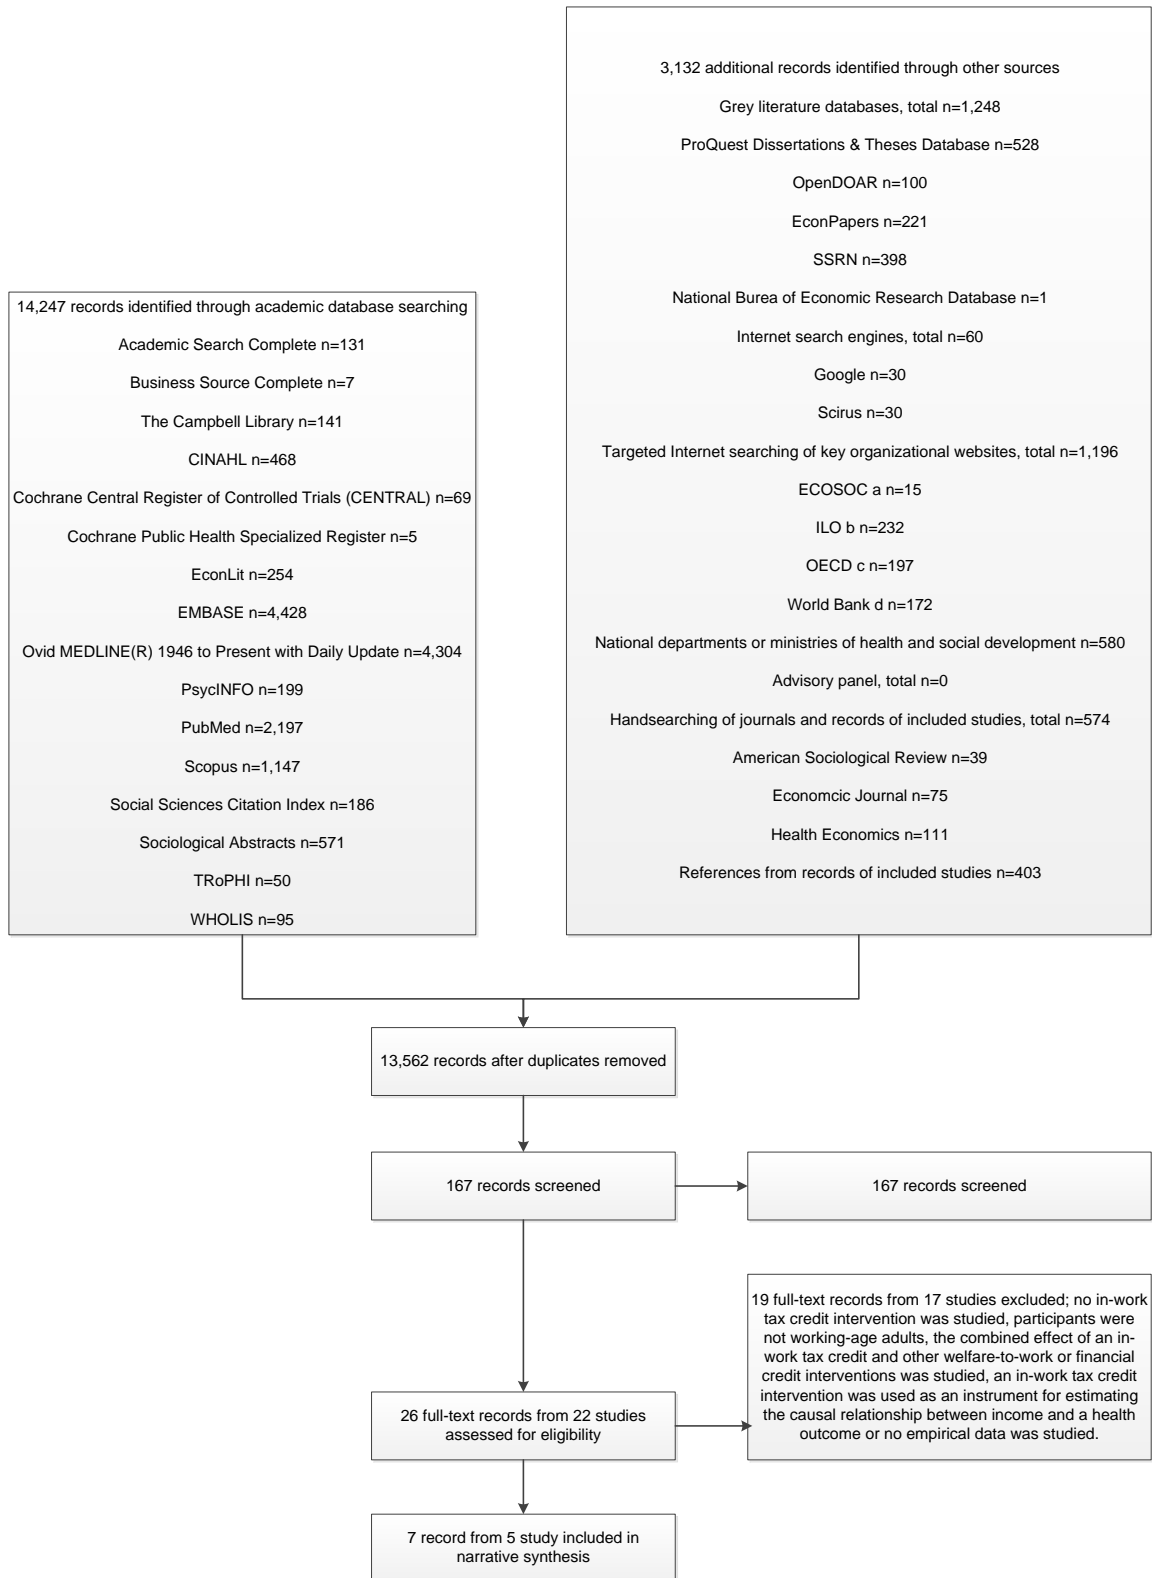 14,247 records identified through academic database searching
Academic Search Complete n=131
Business Source Complete n=7
The Campbell Library n=141
CINAHL n=468
Cochrane Central Register of Controlled Trials (CENTRAL) n=69
Cochrane Public Health Specialized Register n=5
EconLit n=254
EMBASE n=4,428
Ovid MEDLINE(R) 1946 to Present with Daily Update n=4,304
PsycINFO n=199
PubMed n=2,197
Scopus n=1,147
Social Sciences Citation Index n=186
Sociological Abstracts n=571
TRoPHI n=50
WHOLIS n=95
3,132 additional records identified through other sources
Grey literature databases, total n=1,248
ProQuest Dissertations & Theses Database n=528
OpenDOAR n=100
EconPapers n=221
SSRN n=398
National Burea of Economic Research Database n=1
Internet search engines, total n=60
Google n=30
Scirus n=30
Targeted Internet searching of key organizational websites, total n=1,196
ECOSOC a n=15
ILO b n=232
OECD c n=197
World Bank d n=172
National departments or ministries of health and social development n=580
Advisory panel, total n=0
Handsearching of journals and records of included studies, total n=574
American Sociological Review n=39
Economcic Journal n=75
Health Economics n=111
References from records of included studies n=403
13,562 records after duplicates removed
167 records screened
167 records screened
26 full-text records from 22 studies
assessed for eligibility
19 full-text records from 17 studies excluded; no in-work
tax credit intervention was studied, participants were
not working-age adults, the combined effect of an in-
work tax credit and other welfare-to-work or financial
credit interventions was studied, an in-work tax credit
intervention was used as an instrument for estimating
the causal relationship between income and a health
outcome or no empirical data was studied.
7 record from 5 study included in
narrative synthesis